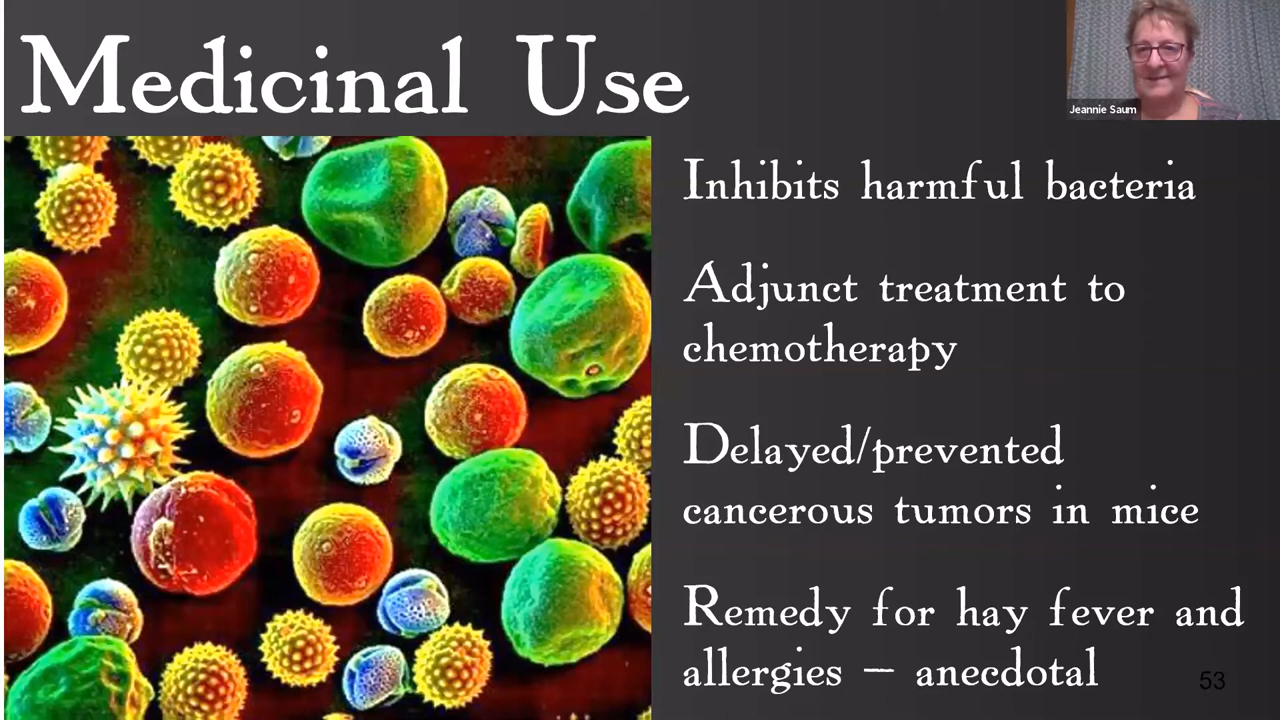 Medicinal Use
Jeannie Saum
Inhibits harmful bacteria
Adjunct treatment to
chemotherapy
Delayed/prevented
cancerous tumors in mice
Remedy for hay fever and
allergies – anecdotal
53